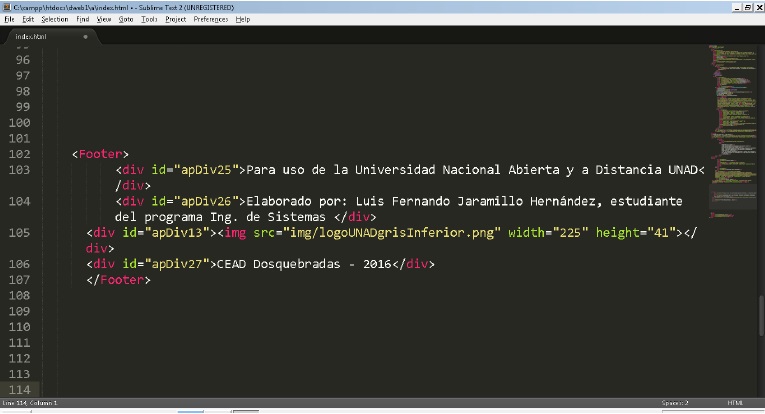 C:\xampp\htdocs\dweb1\a\index.html • - Sublime Text 2 (UNREGISTERED)
File Edit Selection Find View Goto Tools Project Preferences Help
index.html
95
96
97
98
99
100
101
102 <Footer>
103 <div id="apDiv25">Para uso de la Universidad Nacional Abierta y a Distancia UNAD<
/div>
104 <div id="apDiv26">Elaborado por: Luis Fernando Jaramillo Hernández, estudiante
del programa Ing. de Sistemas </div>
105 <div id="apDiv13"><img src="img/logoUNADgrisInferior.png" width="225" height="41"></
div>
106 <div id="apDiv27">CEAD Dosquebradas - 2016</div>
107 </Footer>
108
109
110
111
112
113
114
Line 114, Column 1 Spaces: 2 HTML